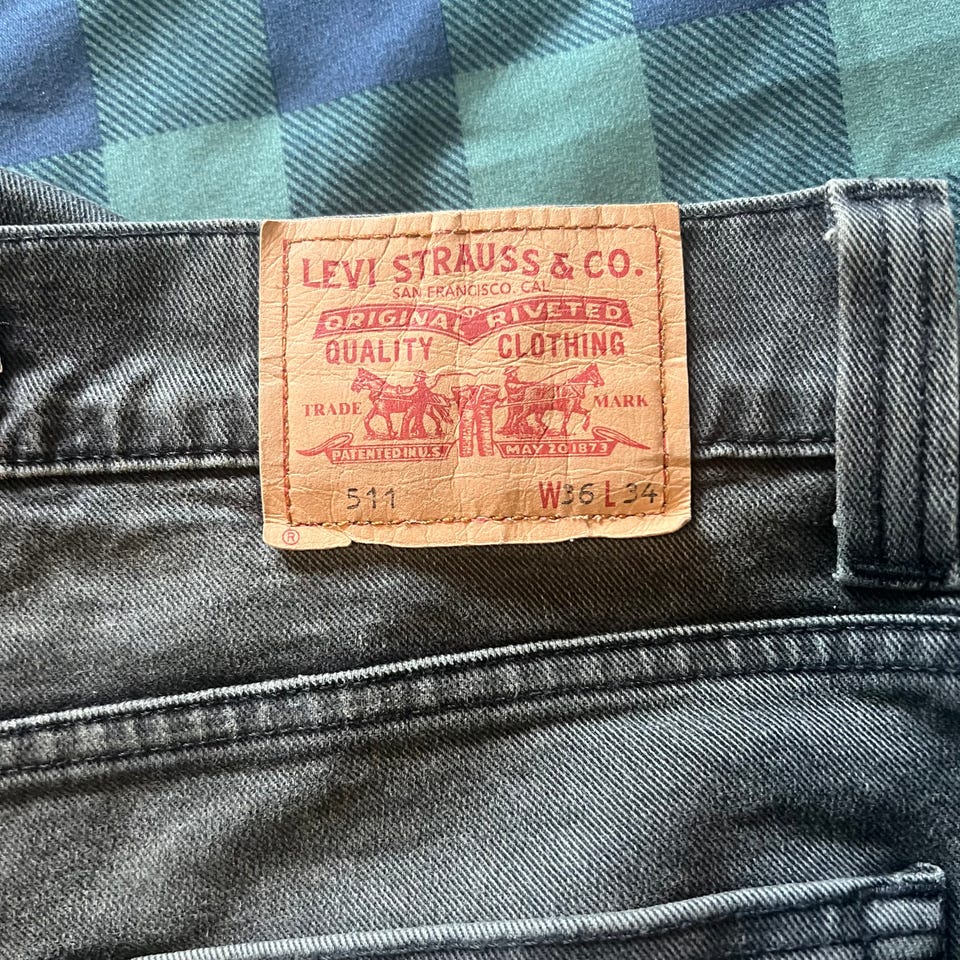 LEVI STRAUSS & CO.
SAN FRANCISCO, CAL
ORIGINAL RIVETED
QUALITY CLOTHING
TRADE MARK
PATENTED IN U.S MAY 20 1873
511 W36 L34
®